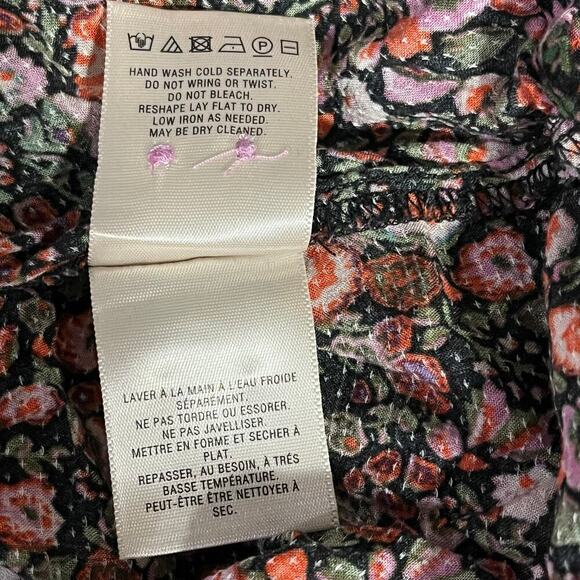 HAND WASH COLD SEPARATELY.
DO NOT WRING OR TWIST.
DO NOT BLEACH.
RESHAPE LAY FLAT TO DRY.
LOW IRON AS NEEDED.
MAY BE DRY CLEANED.
LAVER À LA MAIN À L'EAU FROIDE
SÉPARÉMENT.
NE PAS TORDRE OU ESSORER.
NE PAS JAVELLISER.
METTRE EN FORME ET SECHER À
PLAT.
REPASSER, AU BESOIN, À TRÉS
BASSE TEMPÉRATURE.
PEUT-ÊTRE ÊTRE NETTOYER À
SEC.